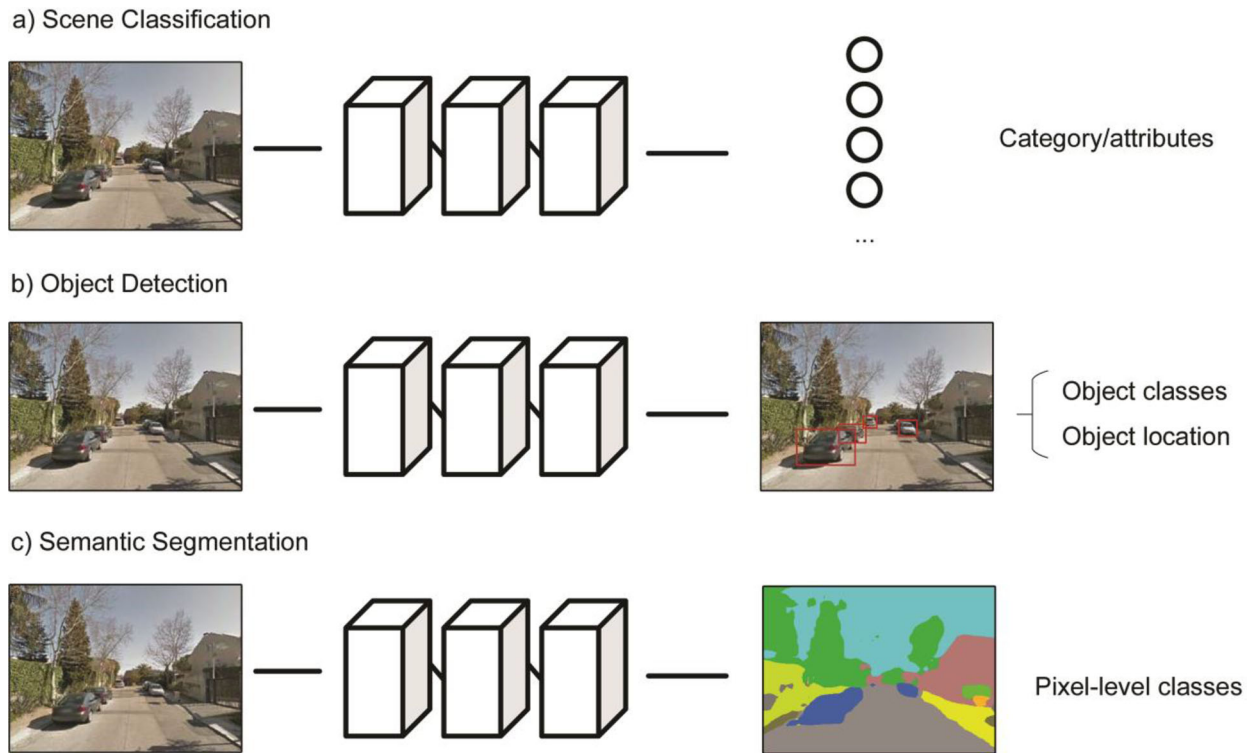 a) Scene Classification
Category/attributes
...
b) Object Detection
Object classes
Object location
c) Semantic Segmentation
Pixel-level classes